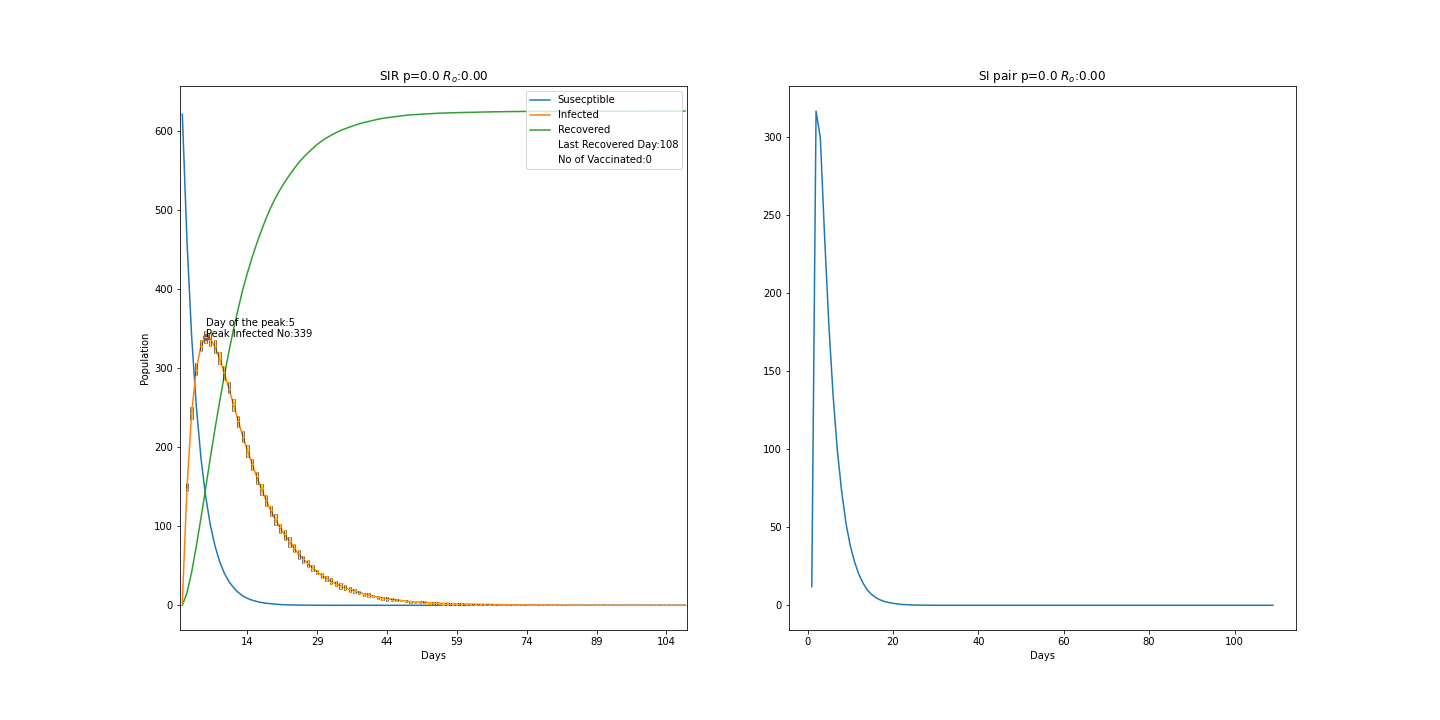 SIR p=0.0 Rₒ:0.00
Susecptible
Infected
Recovered
Last Recovered Day:108
No of Vaccinated:0
Day of the peak:5
Peak Infected No:339
Population
600
500
400
300
200
100
0
14 29 44 59 74 89 104
Days
SI pair p=0.0 Rₒ:0.00
300
250
200
150
100
50
0
0 20 40 60 80 100
Days